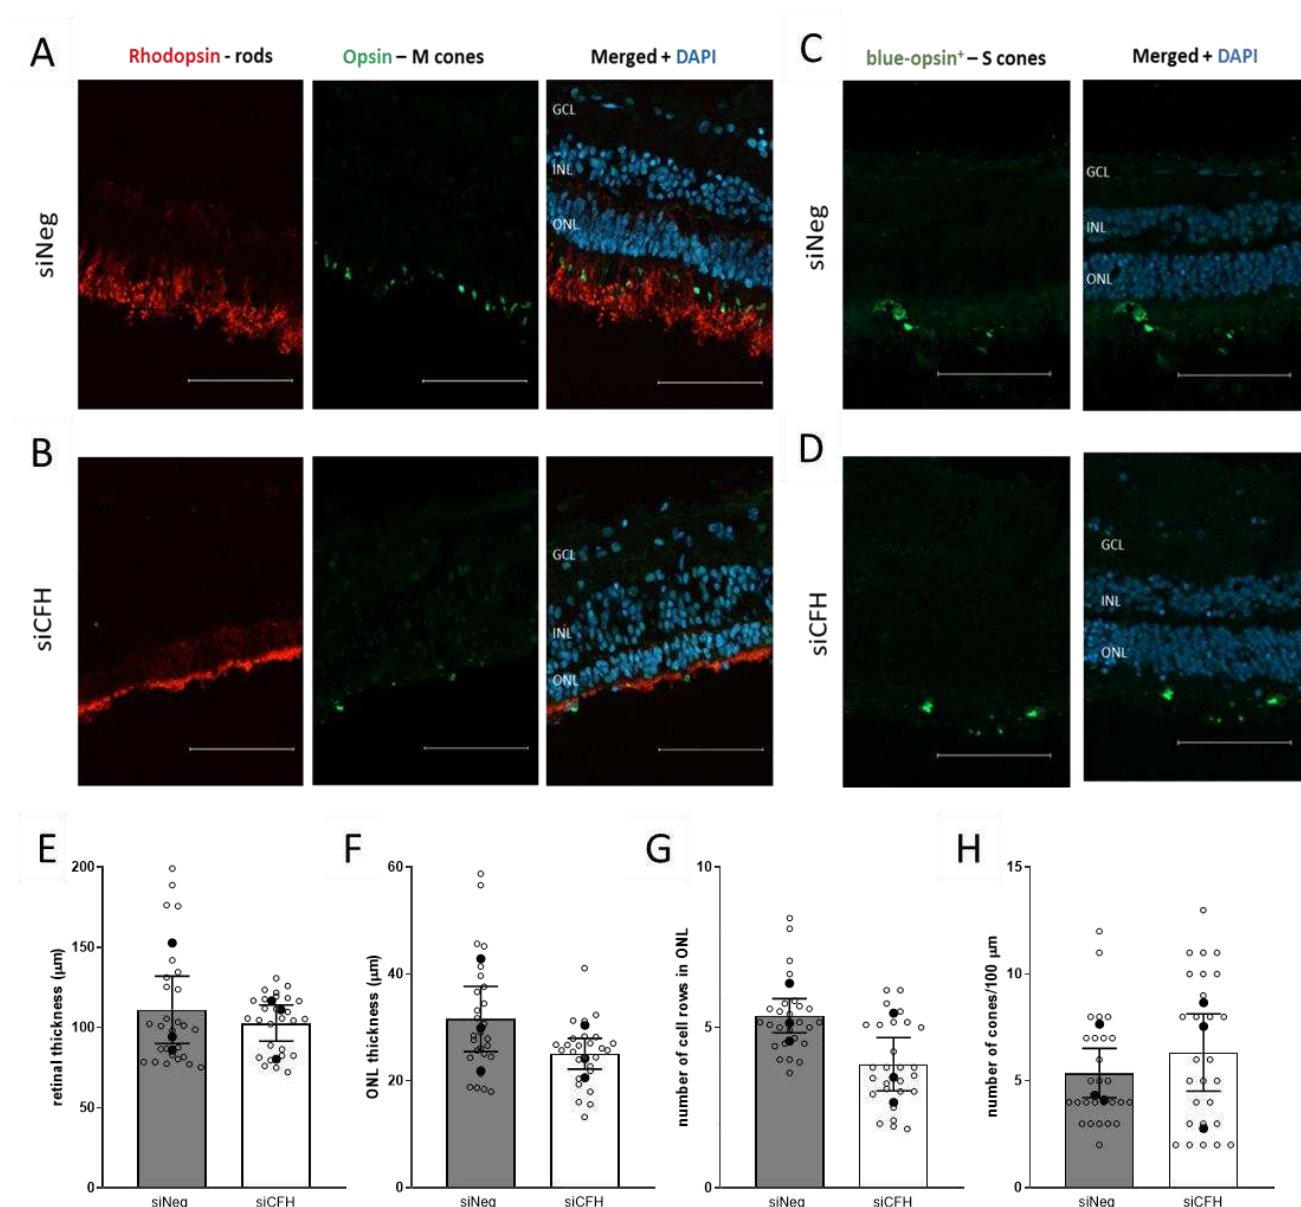 A
Rhodopsin - rods
Opsin – M cones
Merged + DAPI
C
blue-opsin⁺ – S cones
Merged + DAPI
siNeg
GCL
INL
ONL
siNeg
GCL
INL
ONL
B
D
siCFH
GCL
INL
ONL
siCFH
GCL
INL
ONL
E
retinal thickness (μm)
200
150
100
50
0
siNeg siCFH
F
ONL thickness (μm)
60
40
20
0
siNeg siCFH
G
number of cell rows in ONL
10
5
0
siNeg siCFH
H
number of cones/100 μm
15
10
5
0
siNeg siCFH